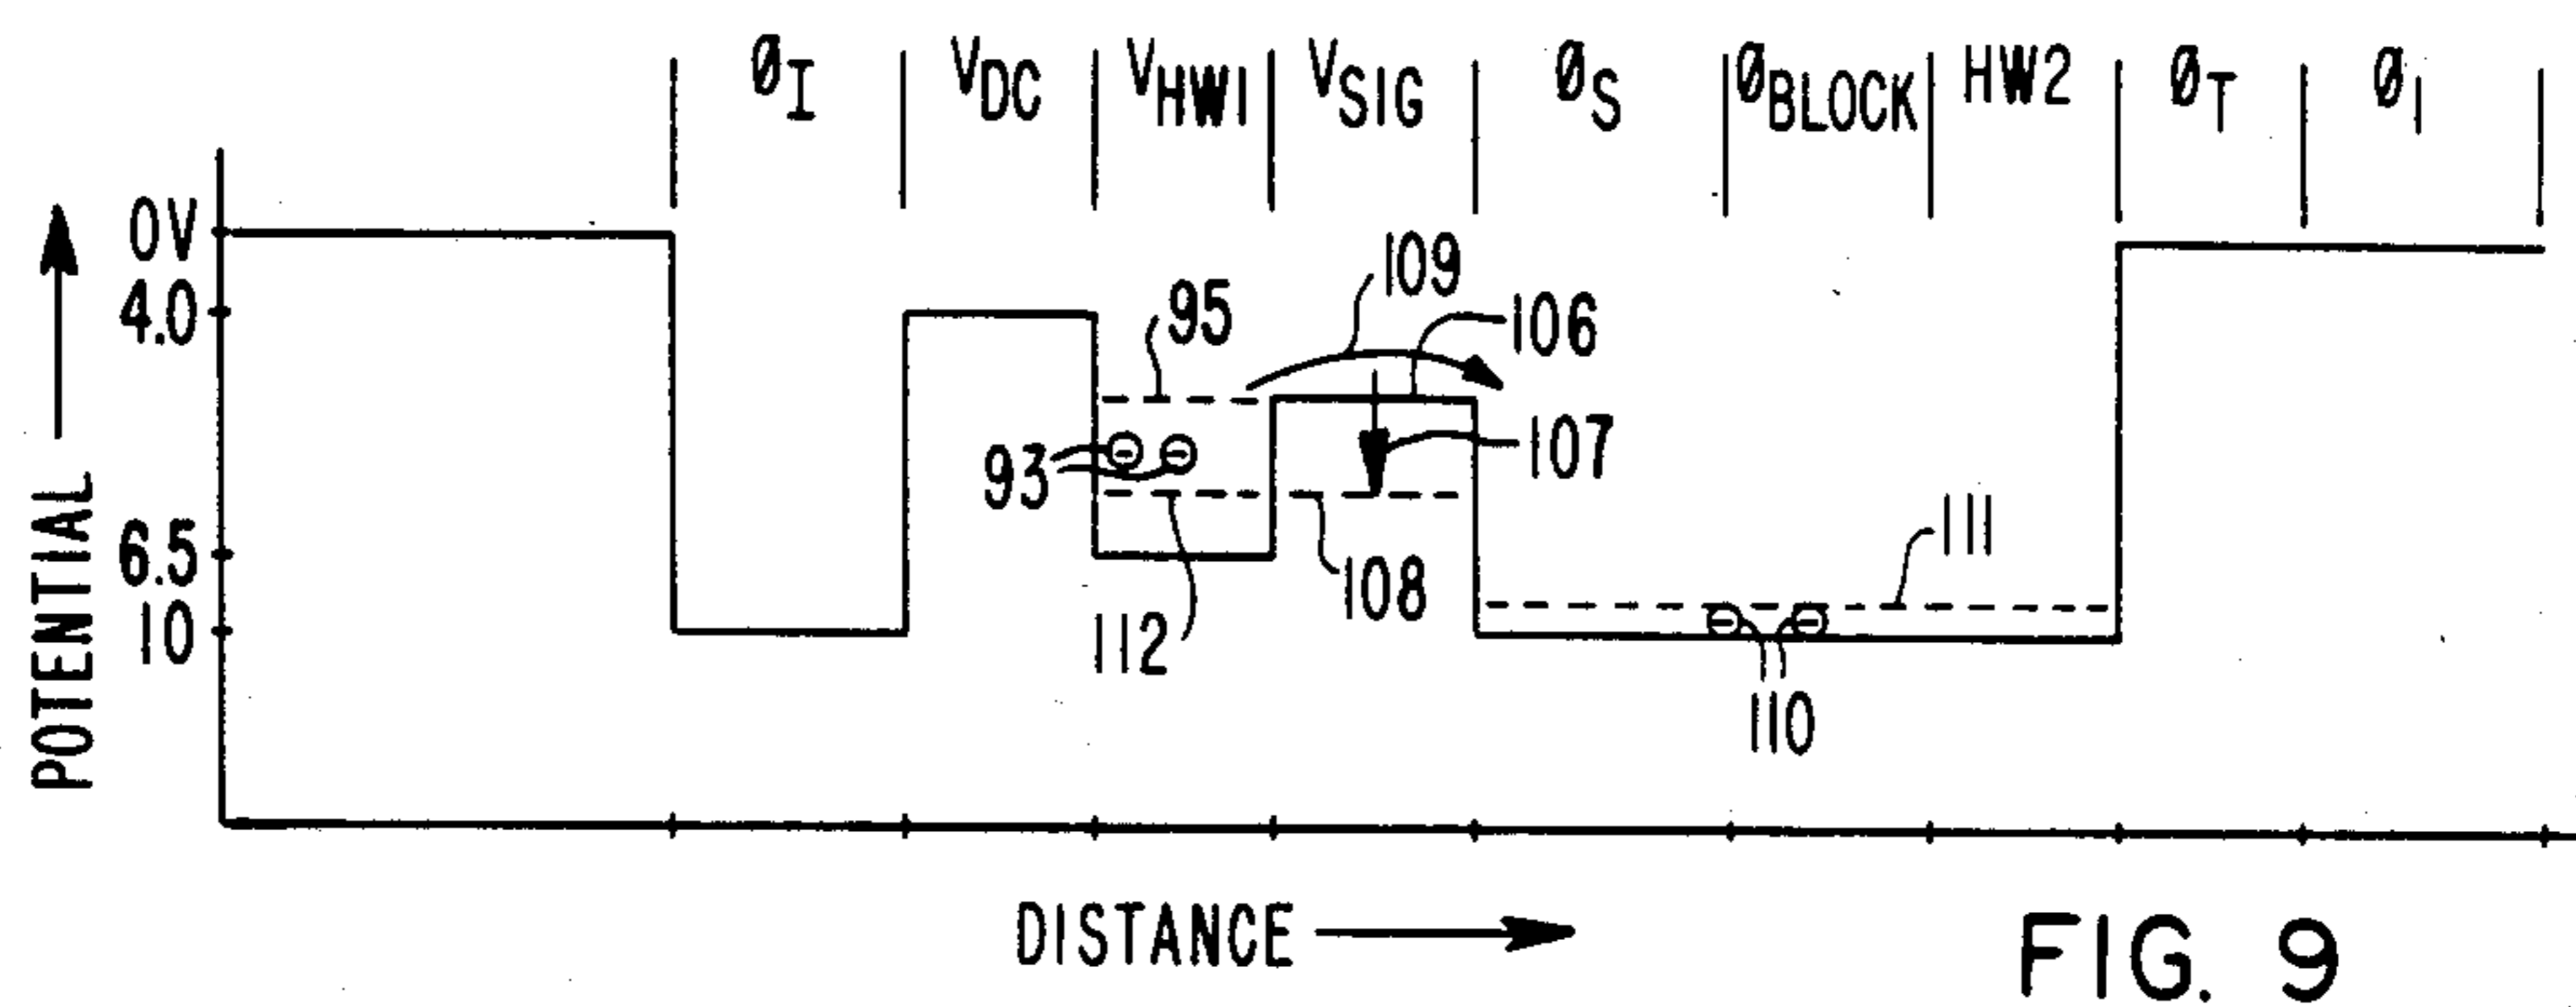 ØI VDC VHW1 VSIG ØS ØBLOCK HW2 ØT Ø1
0V
4.0
6.5
10
POTENTIAL
95
109
106
93
107
112
108
111
110
DISTANCE
FIG. 9